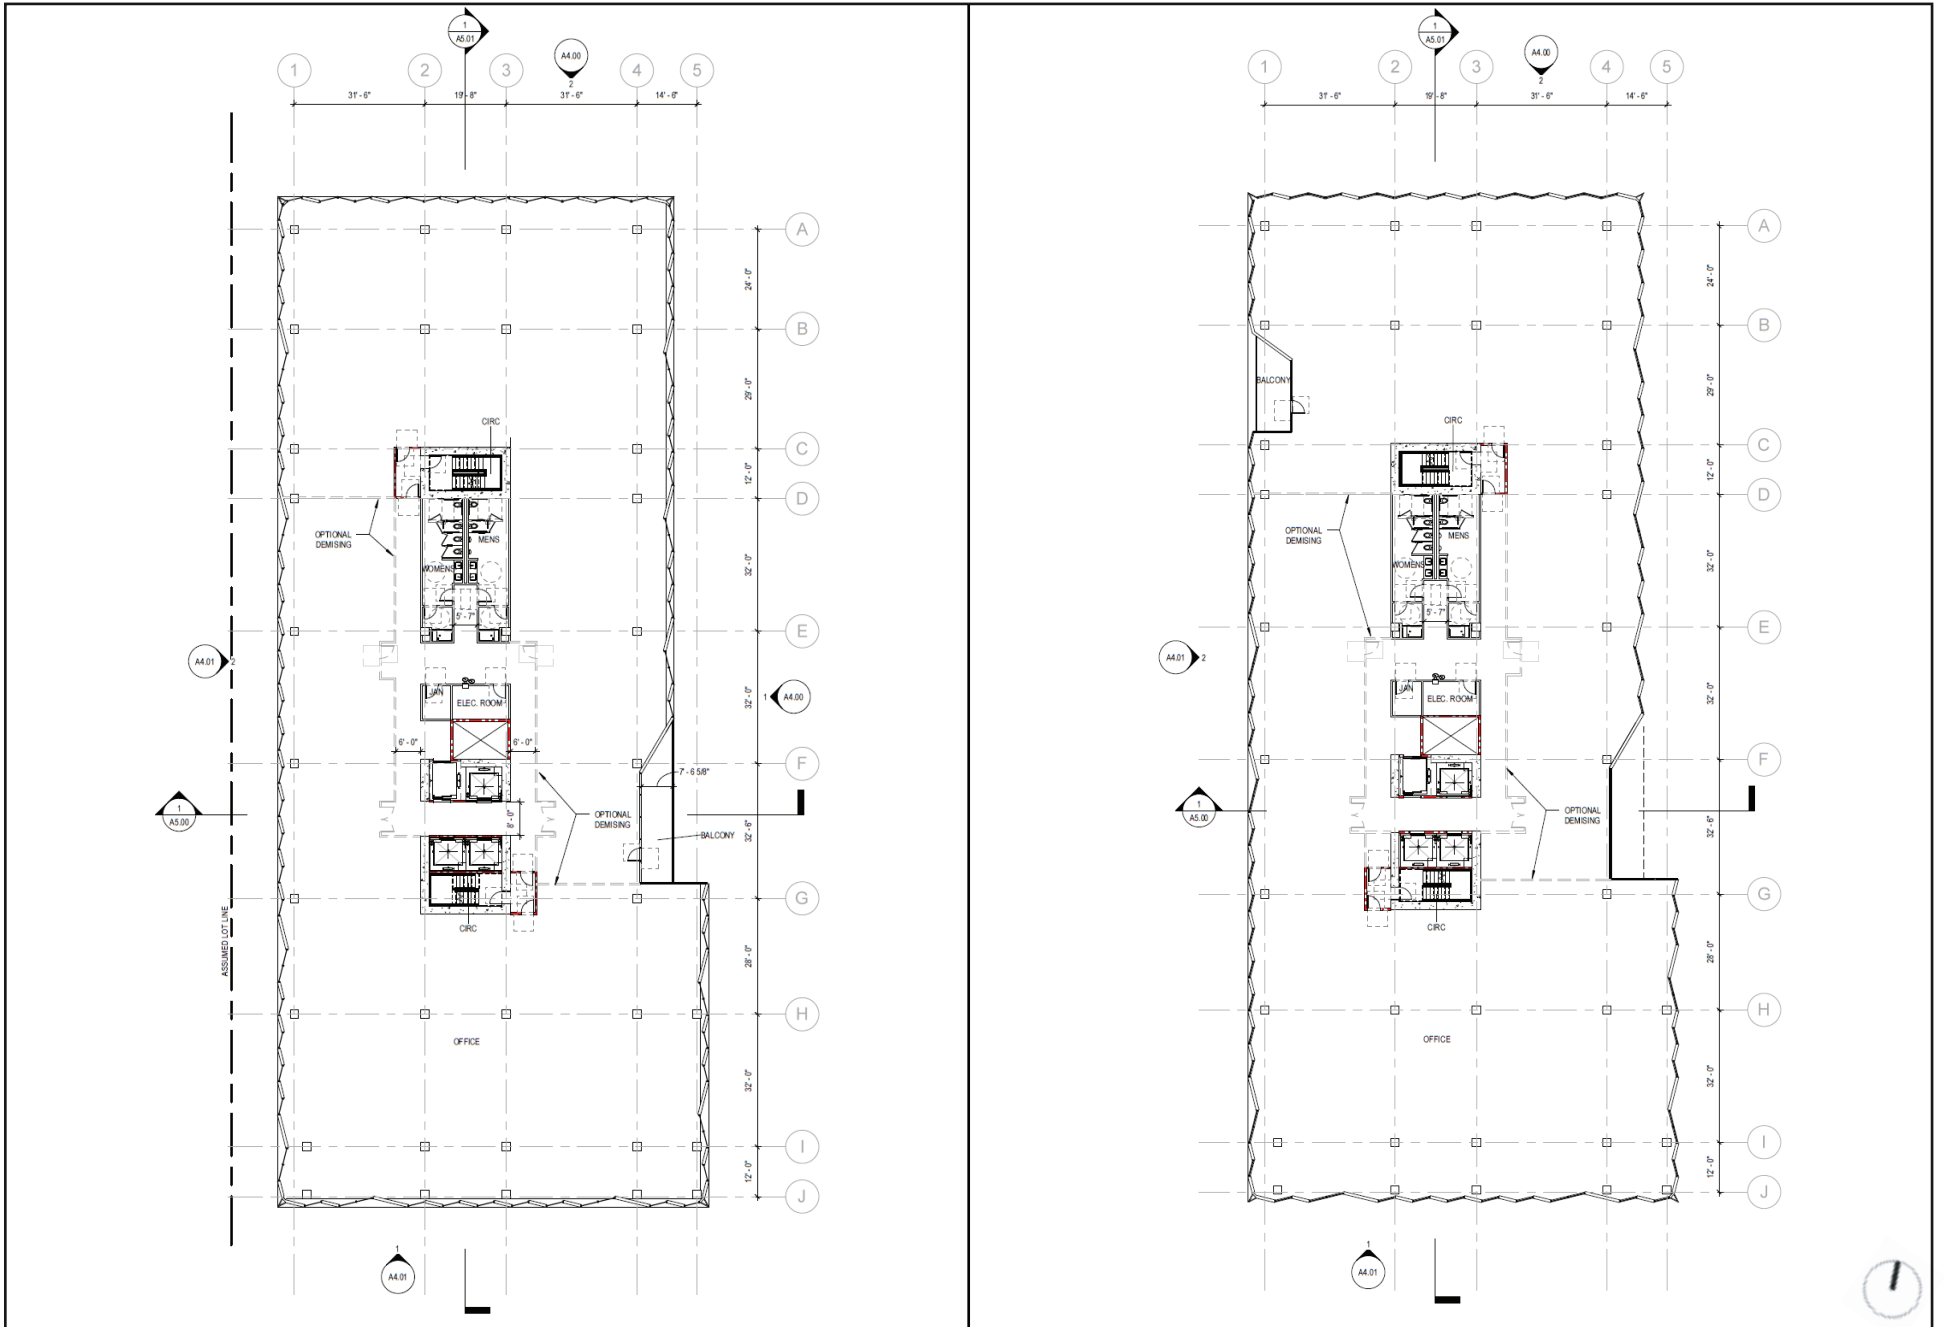 1
A5.01
A4.00
2
1 2 3 4 5
31' - 6" 19' - 8" 31' - 6" 14' - 6"
A
24' - 0"
B
29' - 0"
CIRC
C
12' - 0"
D
OPTIONAL
DEMISING
MENS
32' - 0"
WOMENS
5' - 7"
E
A4.01 2
JAN
ELEC. ROOM
32' - 0"
1 A4.00
6' - 0" 6' - 0"
F
7' - 6 5/8"
1
A5.00
8' - 0"
OPTIONAL
DEMISING
BALCONY
32' - 6"
G
ASSUMED LOT LINE
CIRC
28' - 0"
H
OFFICE
32' - 0"
I
12' - 0"
J
1
A4.01
1
A5.01
A4.00
2
1 2 3 4 5
31' - 6" 19' - 8" 31' - 6" 14' - 6"
A
24' - 0"
B
BALCONY
29' - 0"
CIRC
C
12' - 0"
D
OPTIONAL
DEMISING
MENS
32' - 0"
WOMENS
5' - 7"
E
A4.01 2
JAN
ELEC. ROOM
32' - 0"
F
1
A5.00
OPTIONAL
DEMISING
32' - 6"
G
CIRC
28' - 0"
H
OFFICE
32' - 0"
I
12' - 0"
J
1
A4.01